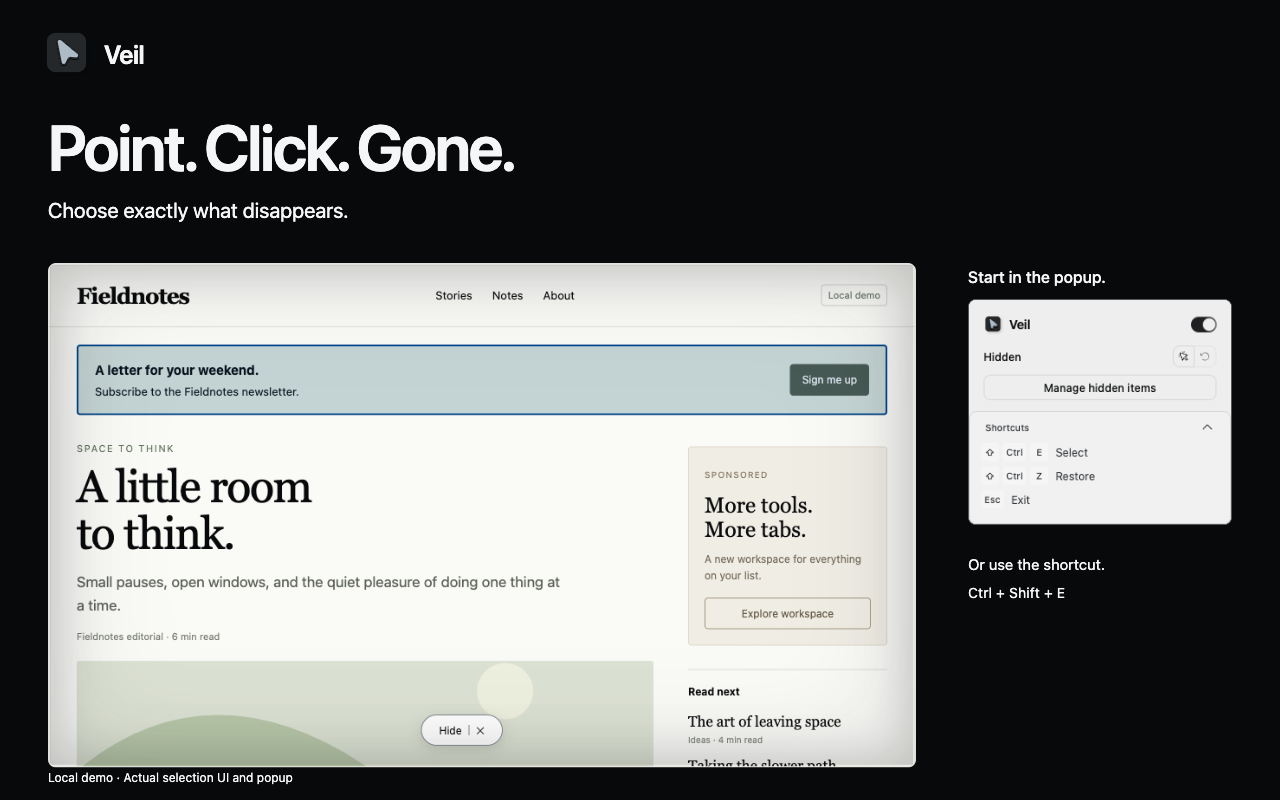 Veil
Point. Click. Gone.
Choose exactly what disappears.
Fieldnotes
Stories Notes About
Local demo
A letter for your weekend.
Subscribe to the Fieldnotes newsletter.
Sign me up
SPACE TO THINK
A little room
to think.
Small pauses, open windows, and the quiet pleasure of doing one thing at
a time.
Fieldnotes editorial · 6 min read
Hide
SPONSORED
More tools.
More tabs.
A new workspace for everything
on your list.
Explore workspace
Read next
The art of leaving space
Ideas · 4 min read
Taking the slower path
Local demo · Actual selection UI and popup
Start in the popup.
Veil
Hidden
Manage hidden items
Shortcuts
⇧ Ctrl E Select
⇧ Ctrl Z Restore
Esc Exit
Or use the shortcut.
Ctrl + Shift + E